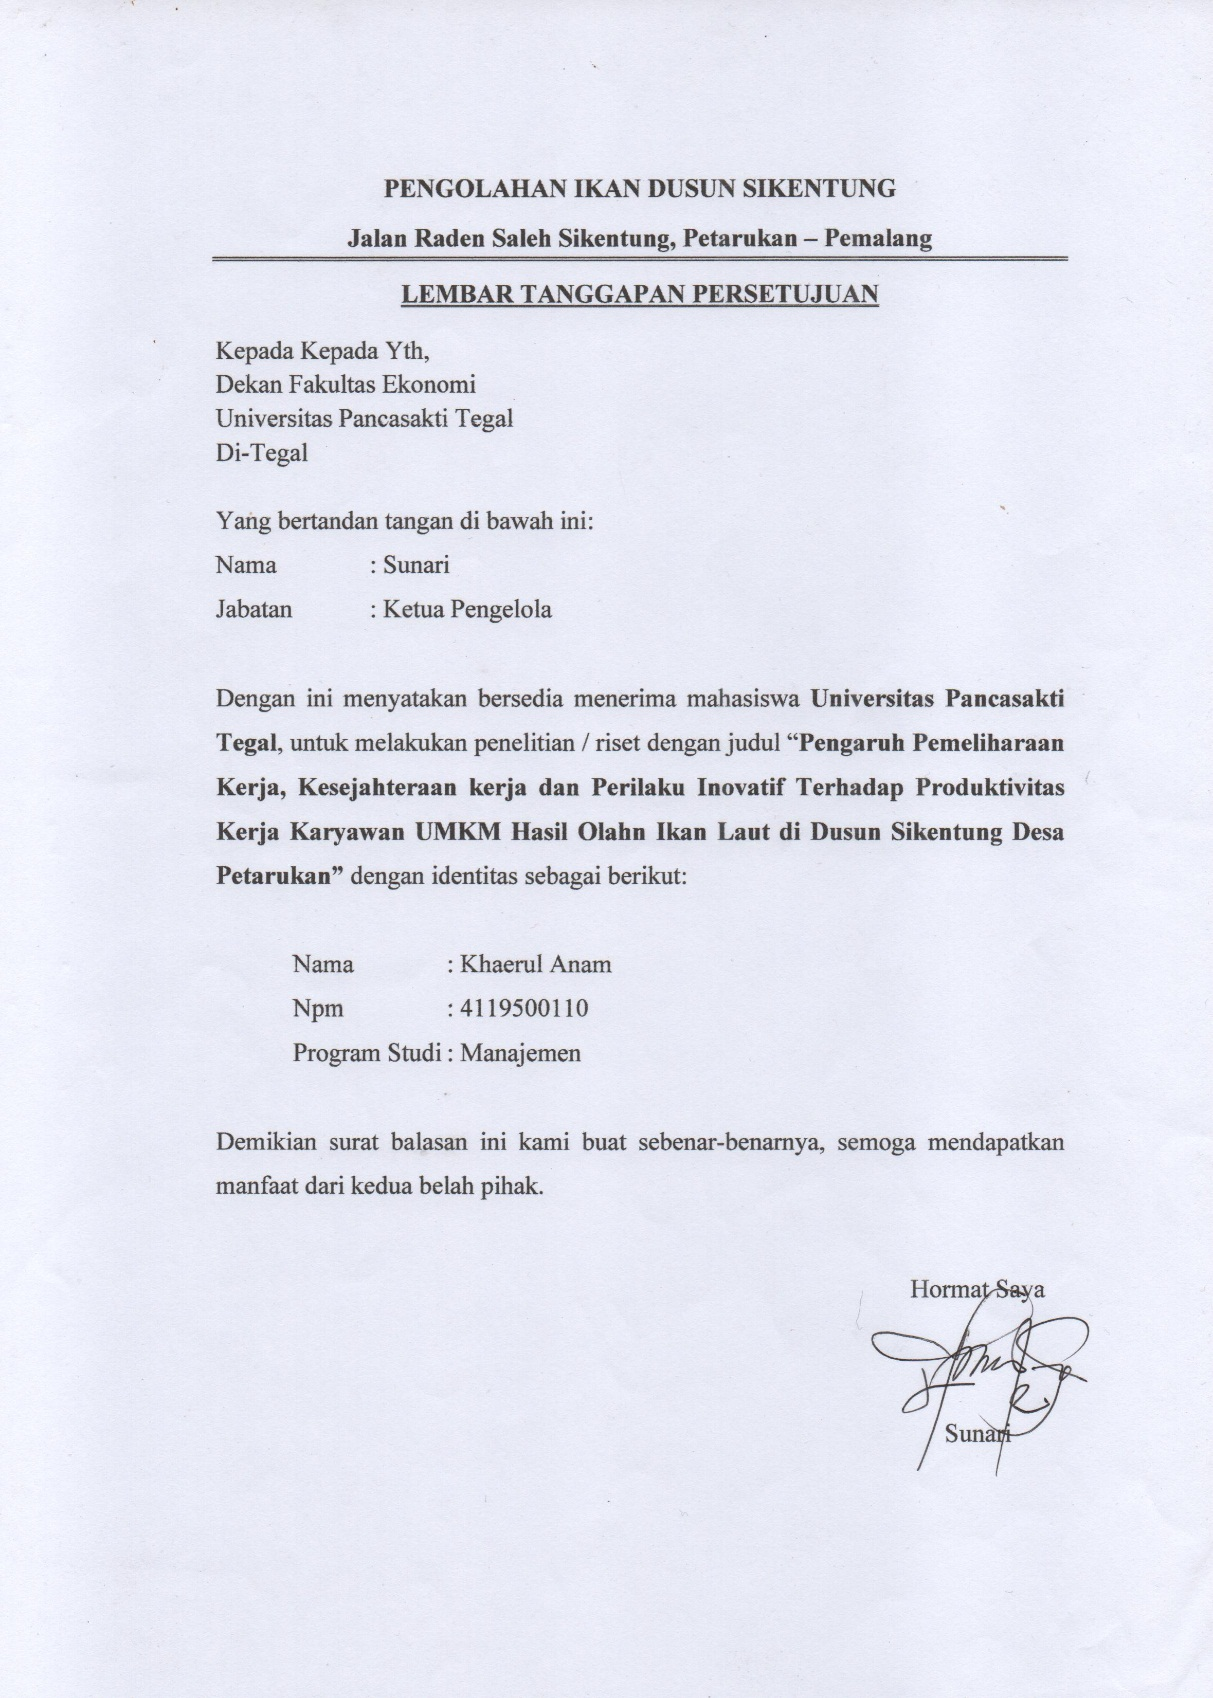 PENGOLAHAN IKAN DUSUN SIKENTUNG
Jalan Raden Saleh Sikentung, Petarukan – Pemalang
LEMBAR TANGGAPAN PERSETUJUAN
Kepada Kepada Yth,
Dekan Fakultas Ekonomi
Universitas Pancasakti Tegal
Di-Tegal
Yang bertandan tangan di bawah ini:
Nama : Sunari
Jabatan : Ketua Pengelola
Dengan ini menyatakan bersedia menerima mahasiswa Universitas Pancasakti
Tegal, untuk melakukan penelitian / riset dengan judul “Pengaruh Pemeliharaan
Kerja, Kesejahteraan kerja dan Perilaku Inovatif Terhadap Produktivitas
Kerja Karyawan UMKM Hasil Olahn Ikan Laut di Dusun Sikentung Desa
Petarukan” dengan identitas sebagai berikut:
Nama : Khaerul Anam
Npm : 4119500110
Program Studi : Manajemen
Demikian surat balasan ini kami buat sebenar-benarnya, semoga mendapatkan
manfaat dari kedua belah pihak.
Hormat Saya
Sunari